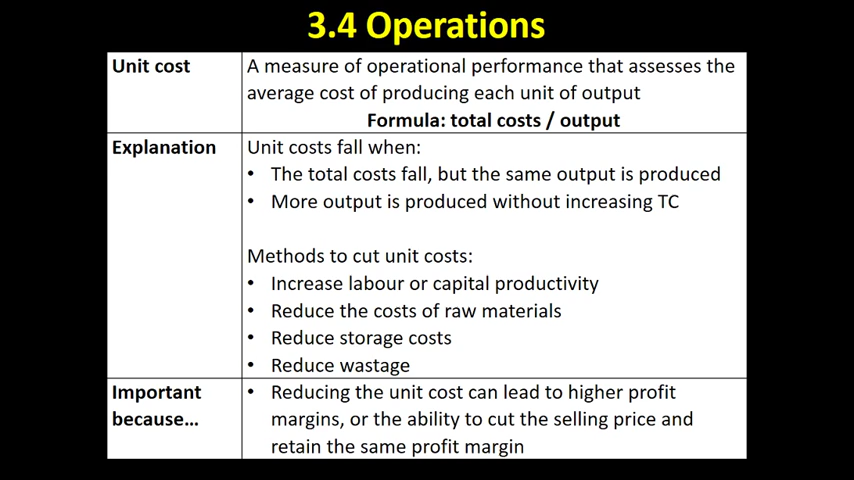 3.4 Operations
Unit cost
A measure of operational performance that assesses the
average cost of producing each unit of output
Formula: total costs / output
Explanation
Unit costs fall when:
• The total costs fall, but the same output is produced
• More output is produced without increasing TC
Methods to cut unit costs:
• Increase labour or capital productivity
• Reduce the costs of raw materials
• Reduce storage costs
• Reduce wastage
Important
because…
• Reducing the unit cost can lead to higher profit
margins, or the ability to cut the selling price and
retain the same profit margin